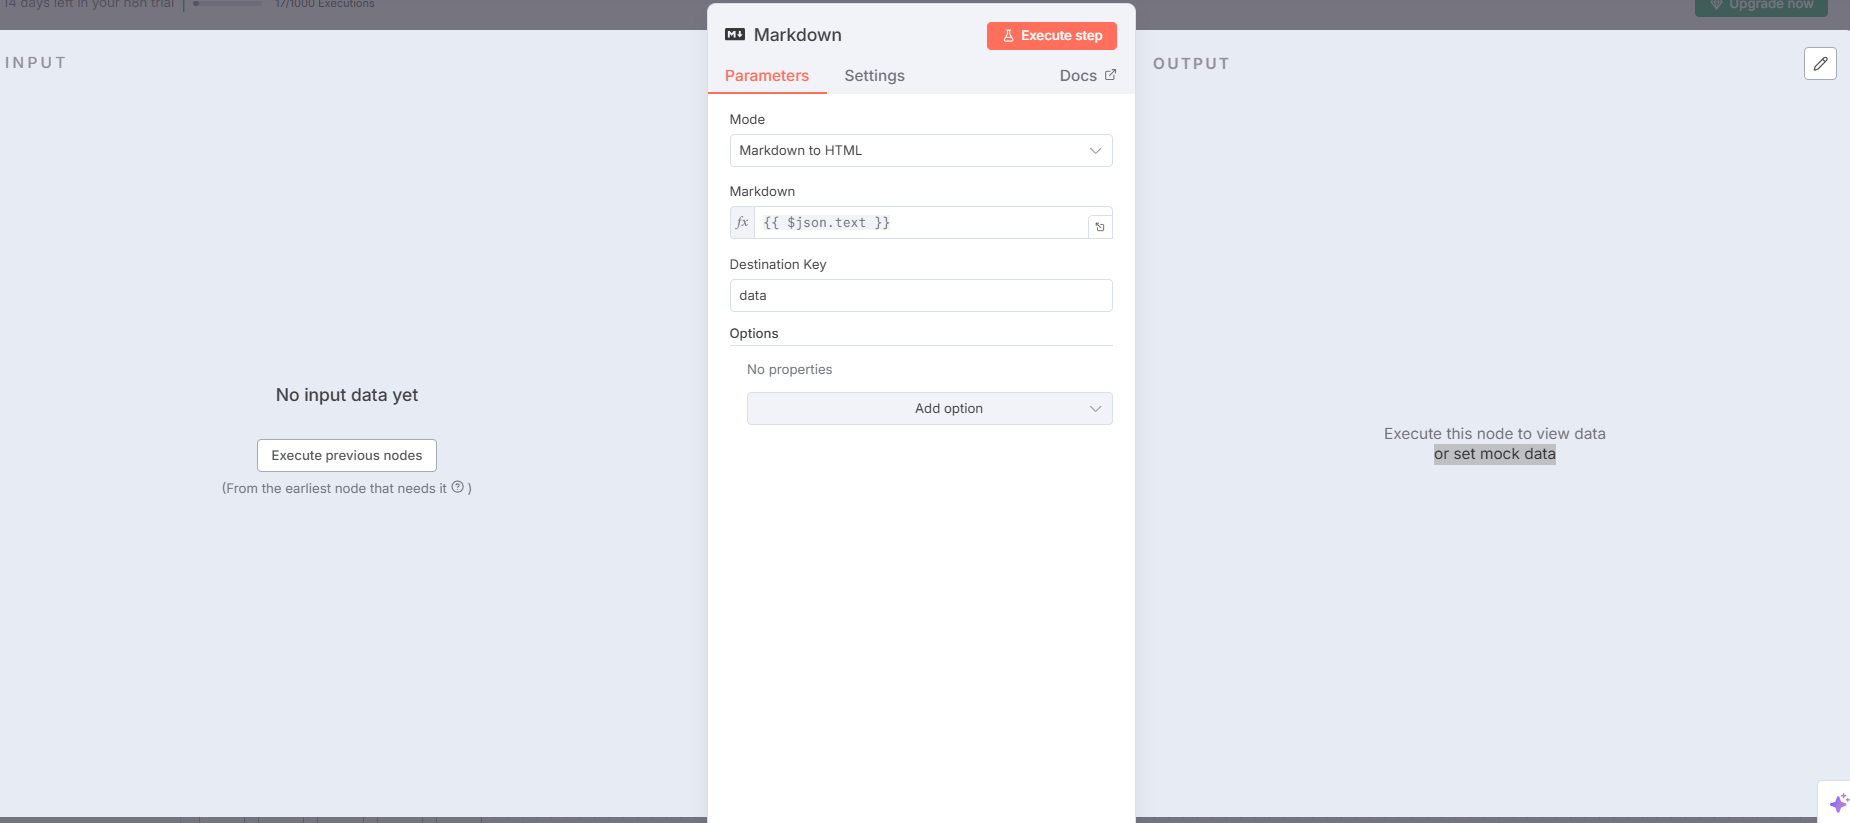 14 days left in your n8n trial
17/1000 Executions
Upgrade now
INPUT
M↓ Markdown
Execute step
OUTPUT
Parameters
Settings
Docs
Mode
Markdown to HTML
Markdown
fx {{ $json.text }}
Destination Key
data
Options
No properties
Add option
No input data yet
Execute previous nodes
(From the earliest node that needs it ? )
Execute this node to view data
or set mock data